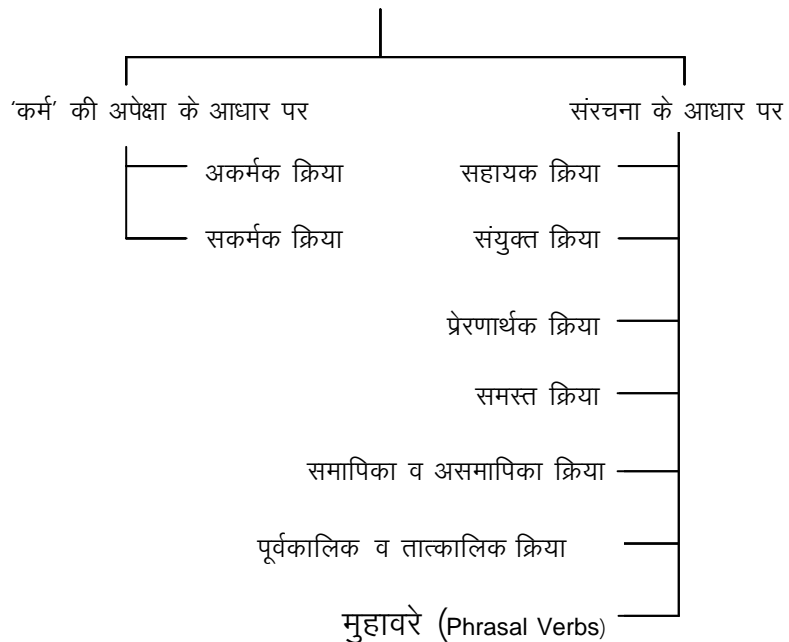 'कर्म' की अपेक्षा के आधार पर
अकर्मक क्रिया
सकर्मक क्रिया
संरचना के आधार पर
सहायक क्रिया
संयुक्त क्रिया
प्रेरणार्थक क्रिया
समस्त क्रिया
समापिका व असमापिका क्रिया
पूर्वकालिक व तात्कालिक क्रिया
मुहावरे (Phrasal Verbs)